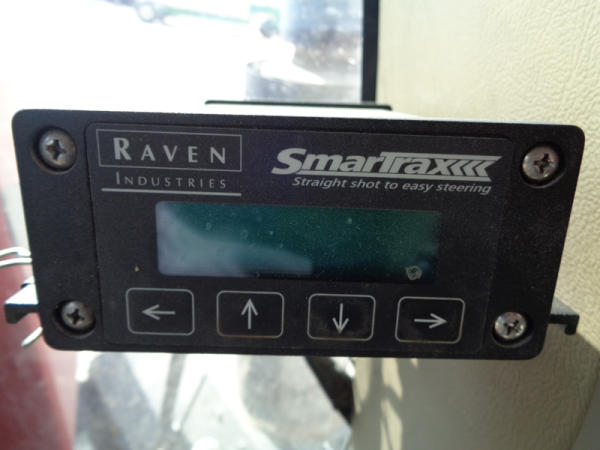 RAVEN
INDUSTRIES
SmarTrax
Straight shot to easy steering
← ↑ ↓ →